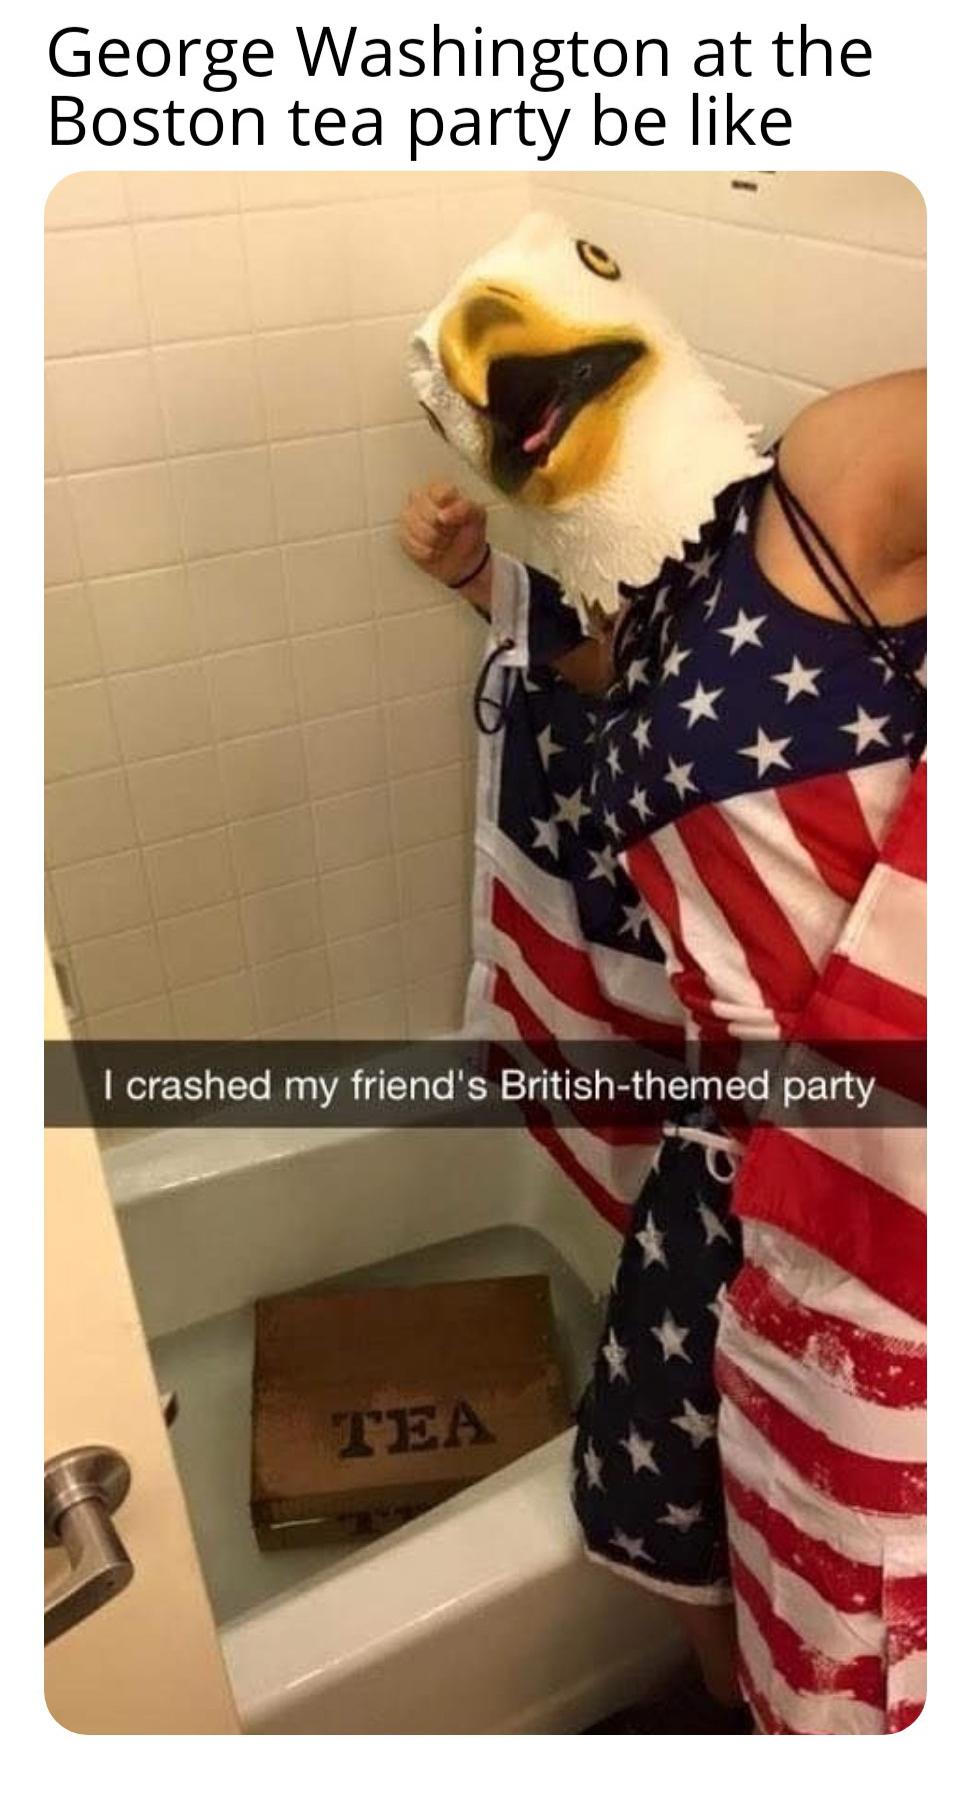 George Washington at the
Boston tea party be like
I crashed my friend's British-themed party
TEA